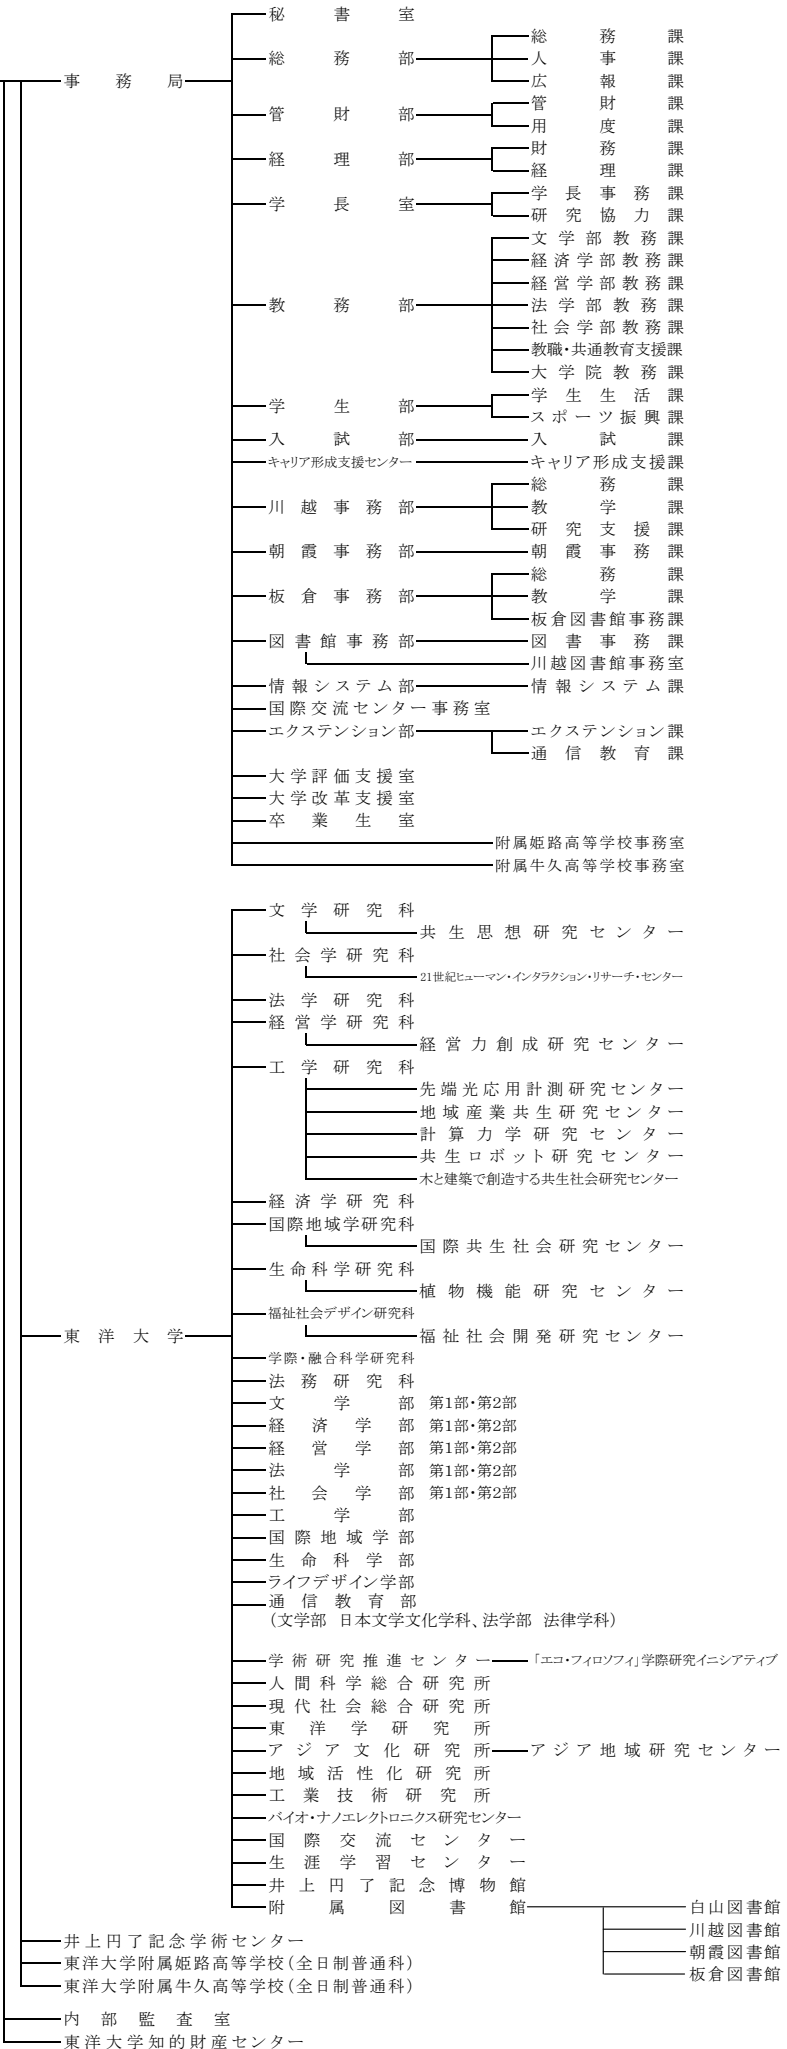 秘書室
総務課
総務部 人事課
広報課
事務局
管財課
管財部
用度課
財務課
経理部
経理課
学長事務課
学長室
研究協力課
文学部教務課
経済学部教務課
経営学部教務課
教務部 法学部教務課
社会学部教務課
教職・共通教育支援課
大学院教務課
学生生活課
学生部
スポーツ振興課
入試部 入試課
キャリア形成支援センター キャリア形成支援課
総務課
川越事務部 教学課
研究支援課
朝霞事務部 朝霞事務課
総務課
板倉事務部 教学課
板倉図書館事務課
図書館事務部 図書事務課
川越図書館事務室
情報システム部 情報システム課
国際交流センター事務室
エクステンション部 エクステンション課
通信教育課
大学評価支援室
大学改革支援室
卒業生室
附属姫路高等学校事務室
附属牛久高等学校事務室
文学研究科
共生思想研究センター
社会学研究科
21世紀ヒューマン・インタラクション・リサーチ・センター
法学研究科
経営学研究科
経営力創成研究センター
工学研究科
先端光応用計測研究センター
地域産業共生研究センター
計算力学研究センター
共生ロボット研究センター
木と建築で創造する共生社会研究センター
経済学研究科
国際地域学研究科
国際共生社会研究センター
生命科学研究科
植物機能研究センター
福祉社会デザイン研究科
東洋大学 福祉社会開発研究センター
学際・融合科学研究科
法務研究科
文学部 第1部・第2部
経済学部 第1部・第2部
経営学部 第1部・第2部
法学部 第1部・第2部
社会学部 第1部・第2部
工学部
国際地域学部
生命科学部
ライフデザイン学部
通信教育部
(文学部 日本文学文化学科、法学部 法律学科)
学術研究推進センター 「エコ・フィロソフィ」学際研究イニシアティブ
人間科学総合研究所
現代社会総合研究所
東洋学研究所
アジア文化研究所 アジア地域研究センター
地域活性化研究所
工業技術研究所
バイオ・ナノエレクトロニクス研究センター
国際交流センター
生涯学習センター
井上円了記念博物館
附属図書館 白山図書館
川越図書館
朝霞図書館
板倉図書館
井上円了記念学術センター
東洋大学附属姫路高等学校(全日制普通科)
東洋大学附属牛久高等学校(全日制普通科)
内部監査室
東洋大学知的財産センター